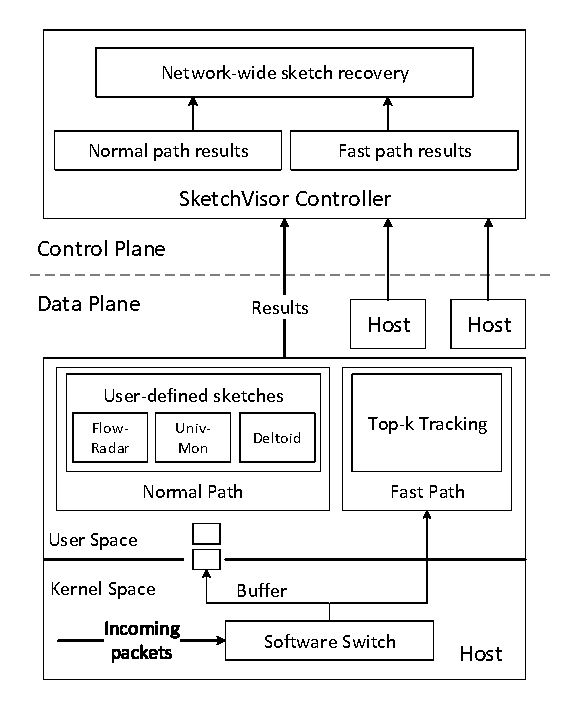 Network-wide sketch recovery
Normal path results
Fast path results
SketchVisor Controller
Control Plane
Data Plane
Results
Host
Host
User-defined sketches
Flow-
Radar
Univ-
Mon
Deltoid
Normal Path
Top-k Tracking
Fast Path
User Space
Kernel Space
Buffer
Incoming
packets
Software Switch
Host